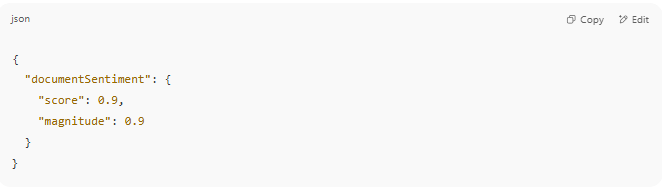 json Copy Edit
{
  "documentSentiment": {
    "score": 0.9,
    "magnitude": 0.9
  }
}